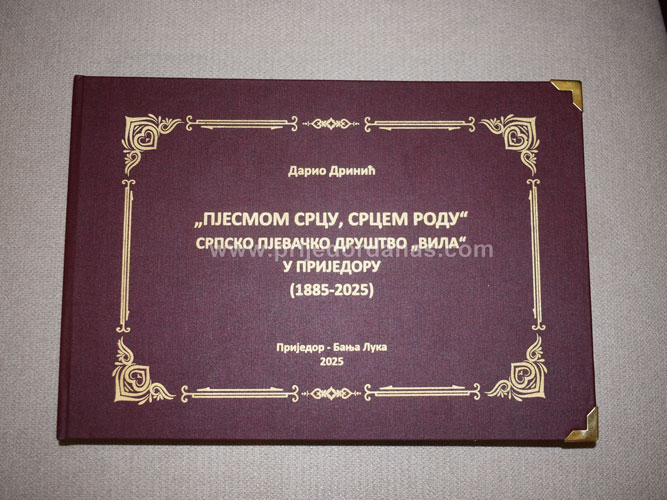 Дарио Дринић
„ПЈЕСМОМ СРЦУ, СРЦЕМ РОДУ“
СРПСКО ПЈЕВАЧКО ДРУШТВО „ВИЛА“
www.prijedordanas.com
У ПРИЈЕДОРУ
(1885-2025)
Приједор - Бања Лука
2025